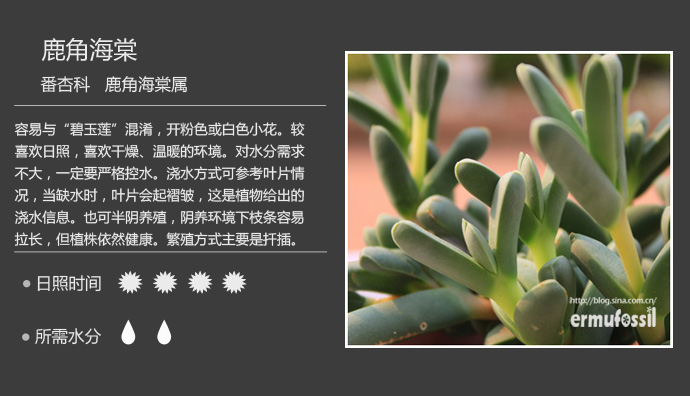 鹿角海棠
番杏科 鹿角海棠属
容易与“碧玉莲”混淆，开粉色或白色小花。较
喜欢日照，喜欢干燥、温暖的环境。对水分需求
不大，一定要严格控水。浇水方式可参考叶片情
况，当缺水时，叶片会起褶皱，这是植物给出的
浇水信息。也可半阴养殖，阴养环境下枝条容易
拉长，但植株依然健康。繁殖方式主要是扦插。
日照时间
所需水分
http://blog.sina.com.cn/
ermufossil